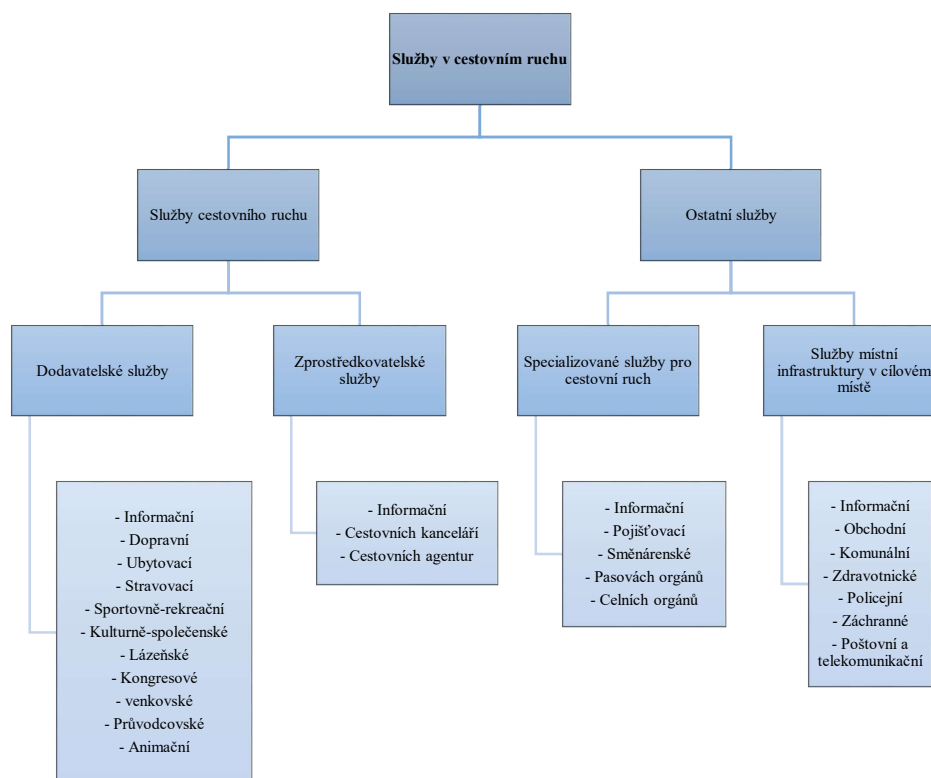 Služby v cestovním ruchu
Služby cestovního ruchu
Ostatní služby
Dodavatelské služby
Zprostředkovatelské
služby
Specializované služby pro
cestovní ruch
Služby místní
infrastruktury v cílovém
místě
- Informační
- Dopravní
- Ubytovací
- Stravovací
- Sportovně-rekreační
- Kulturně-společenské
- Lázeňské
- Kongresové
- venkovské
- Průvodcovské
- Animační
- Informační
- Cestovních kanceláří
- Cestovních agentur
- Informační
- Pojišťovací
- Směnárenské
- Pasovách orgánů
- Celních orgánů
- Informační
- Obchodní
- Komunální
- Zdravotnické
- Policejní
- Záchranné
- Poštovní a
telekomunikační